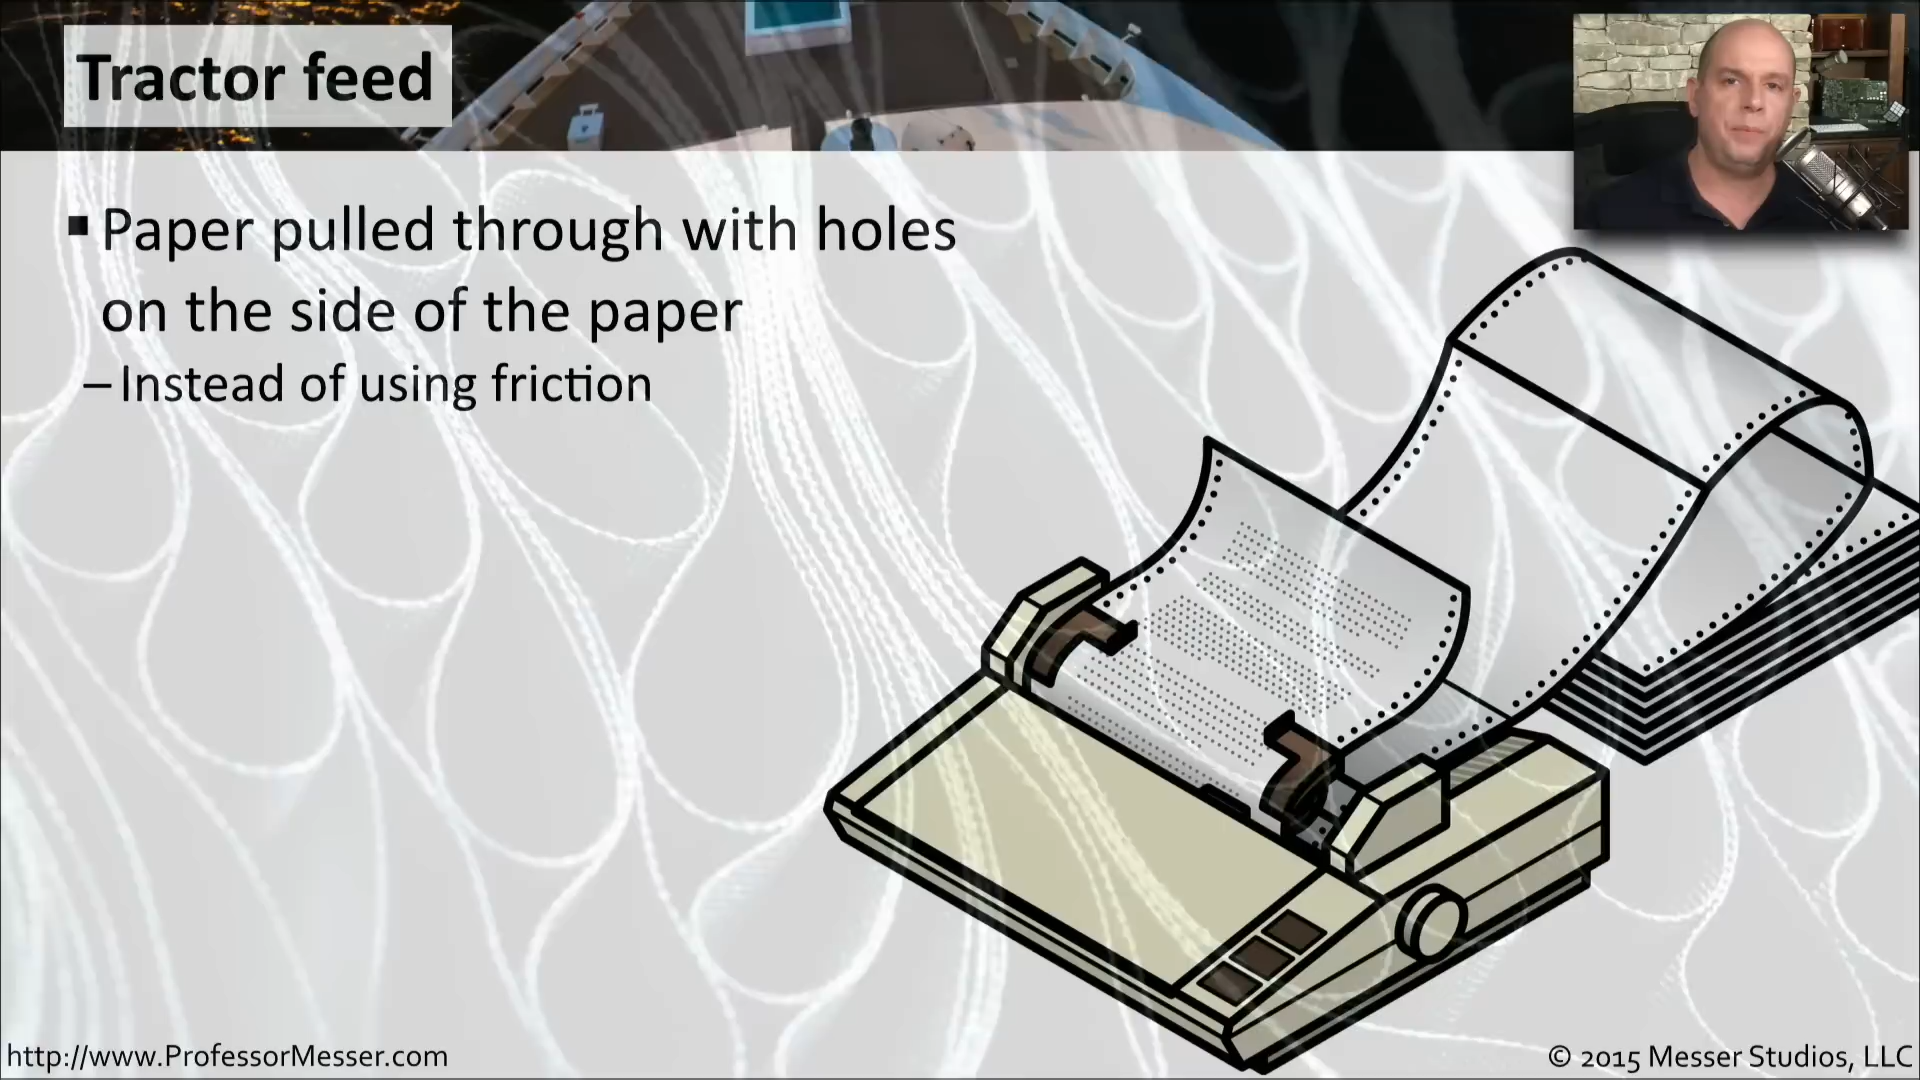 Tractor feed
▪ Paper pulled through with holes
on the side of the paper
– Instead of using friction
http://www.ProfessorMesser.com
© 2015 Messer Studios, LLC